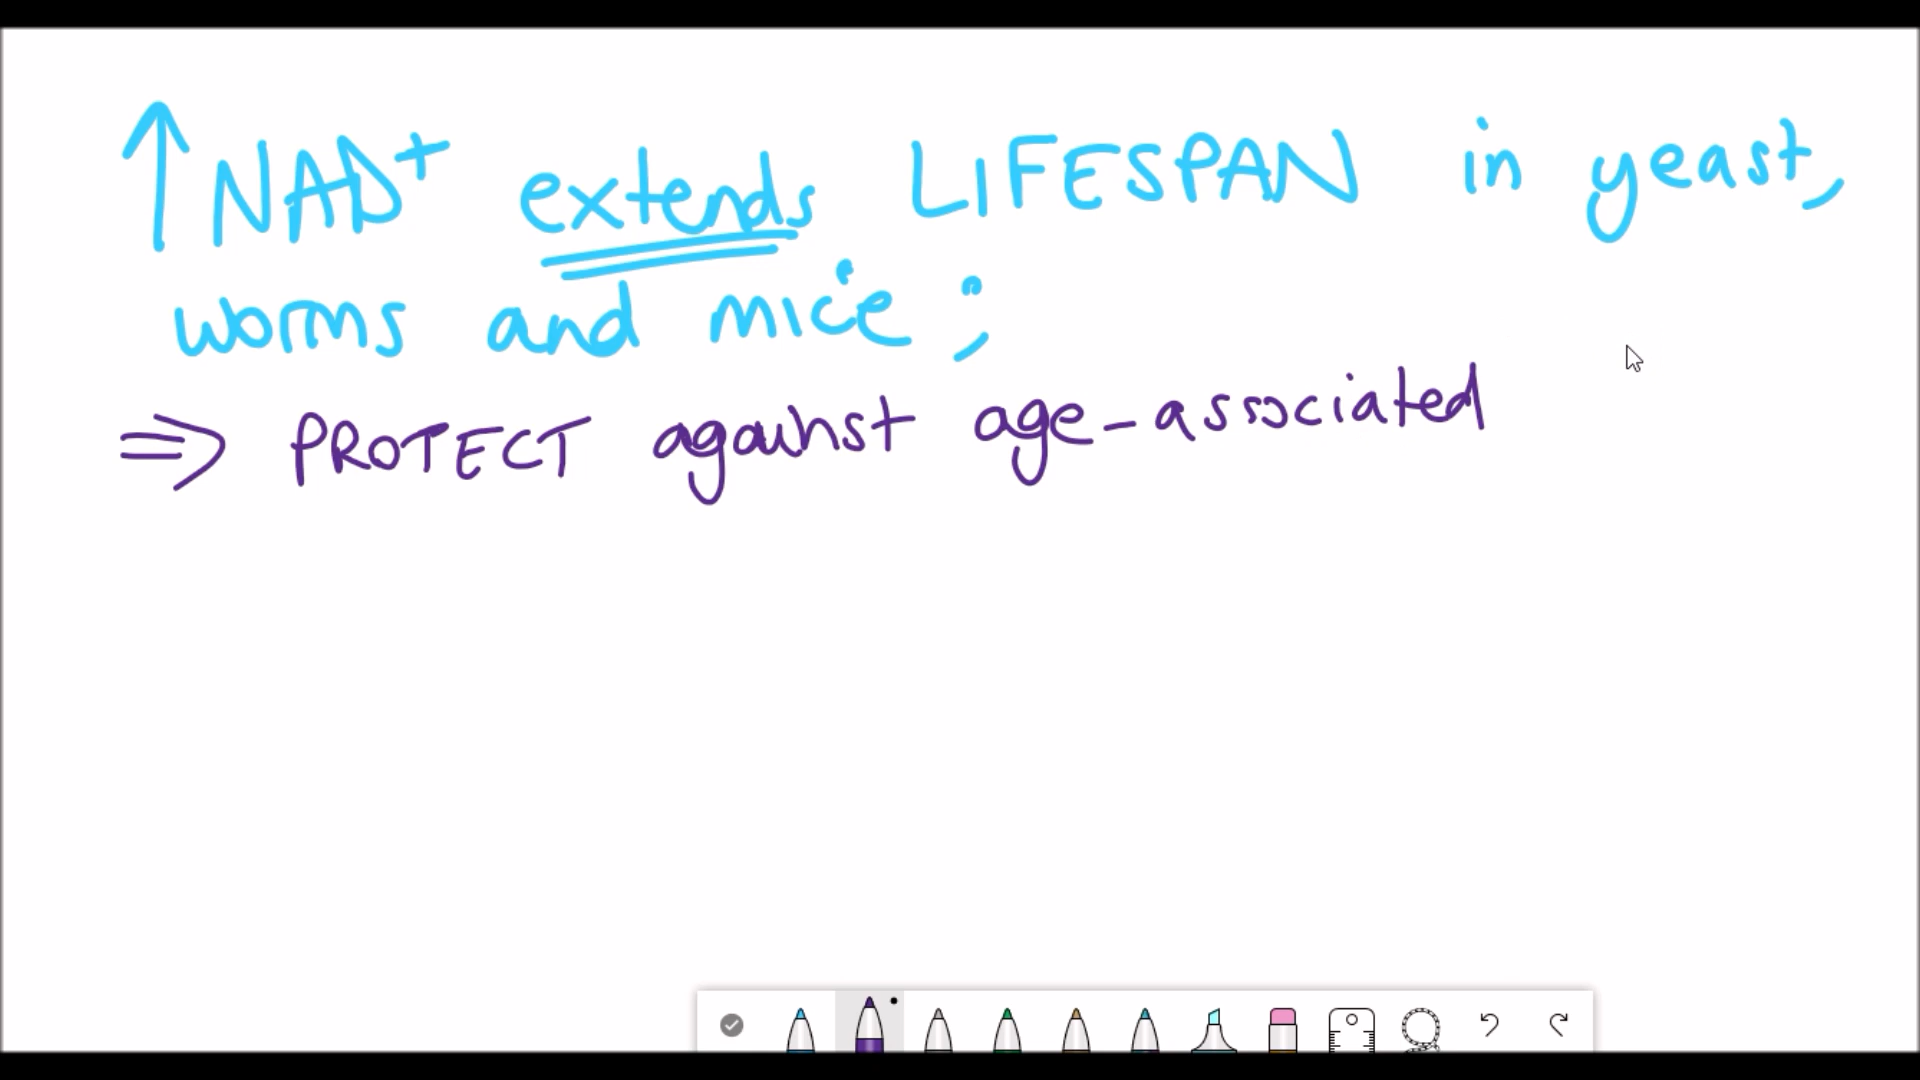 ↑ NAD⁺ extends LIFESPAN in yeast,
worms and mice;
⇒ PROTECT against age-associated